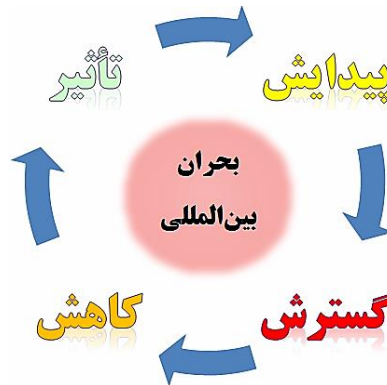 پیدایش
تأثیر
بحران
بین‌المللی
گسترش
کاهش